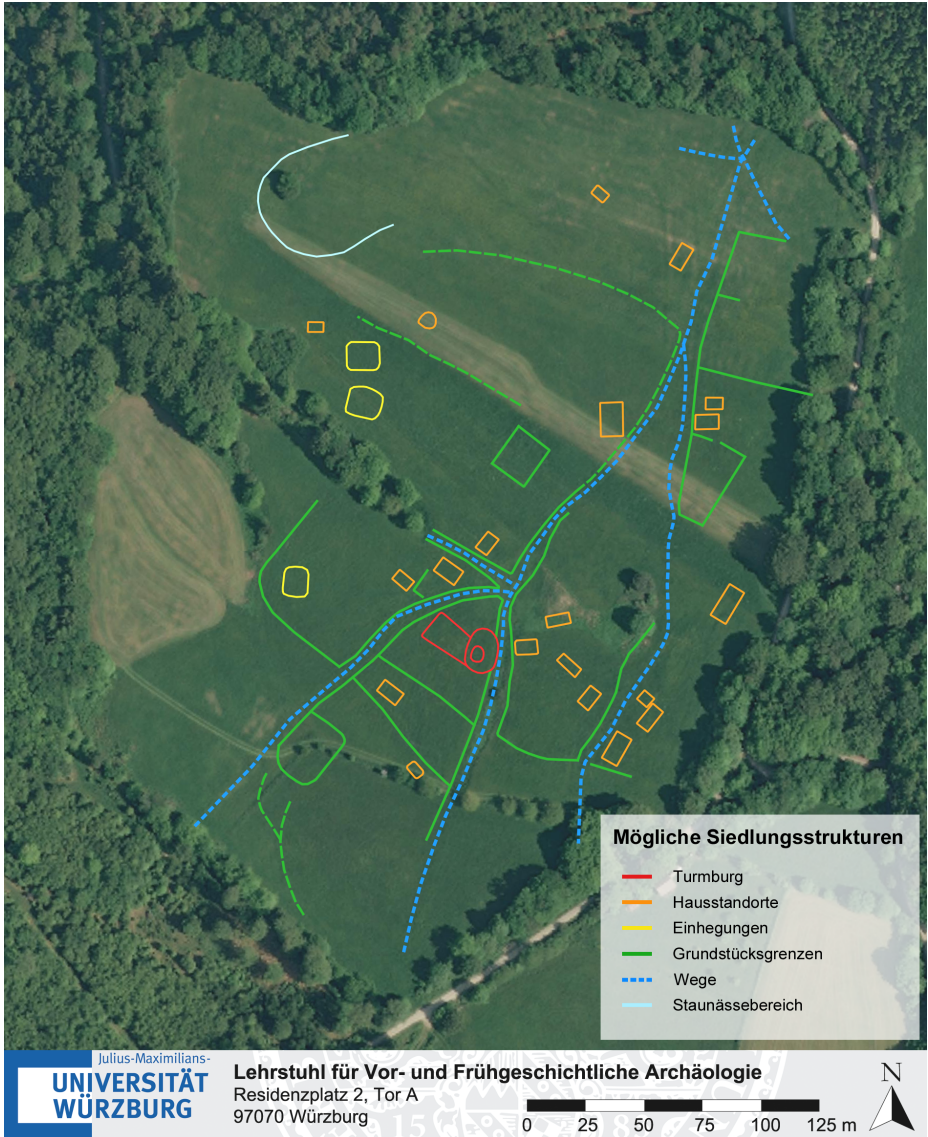 Mögliche Siedlungsstrukturen
Turmburg
Hausstandorte
Einhegungen
Grundstücksgrenzen
Wege
Staunässebereich
Julius-Maximilians-
UNIVERSITÄT
WÜRZBURG
Lehrstuhl für Vor- und Frühgeschichtliche Archäologie
Residenzplatz 2, Tor A
97070 Würzburg
N
0 25 50 75 100 125 m